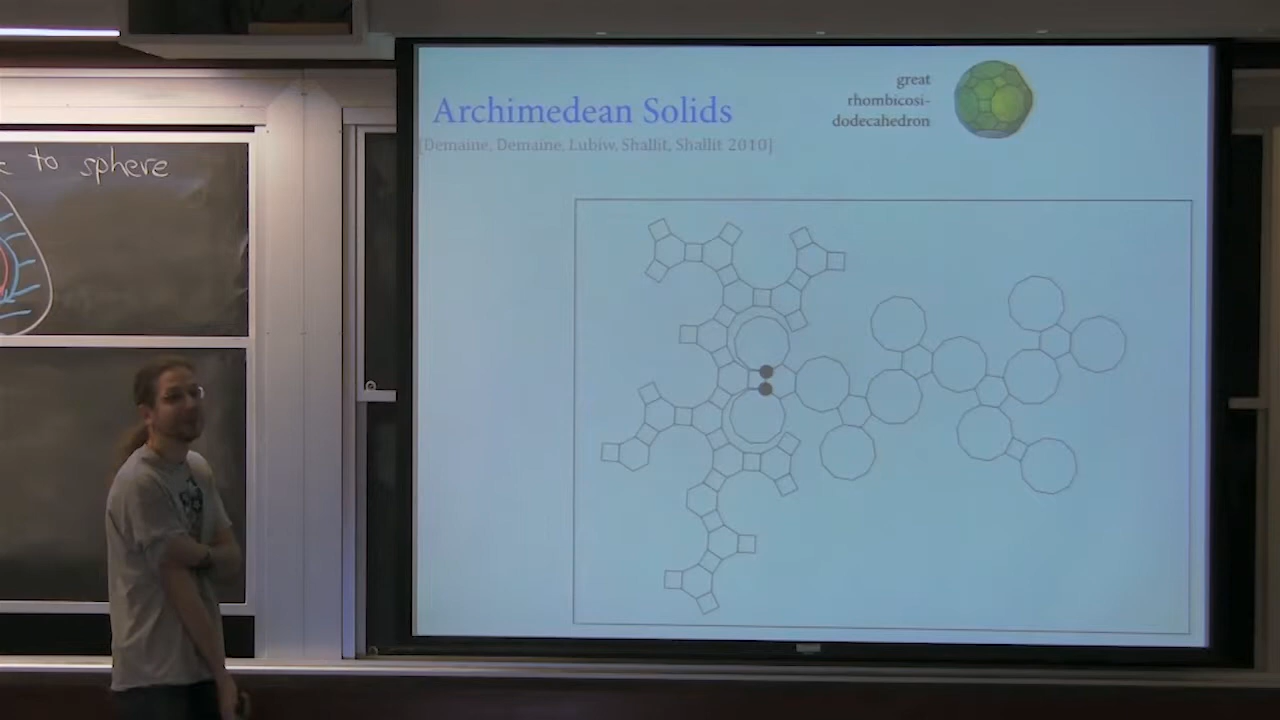 to sphere
Archimedean Solids
[Demaine, Demaine, Lubiw, Shallit, Shallit 2010]
great
rhombicosi-
dodecahedron